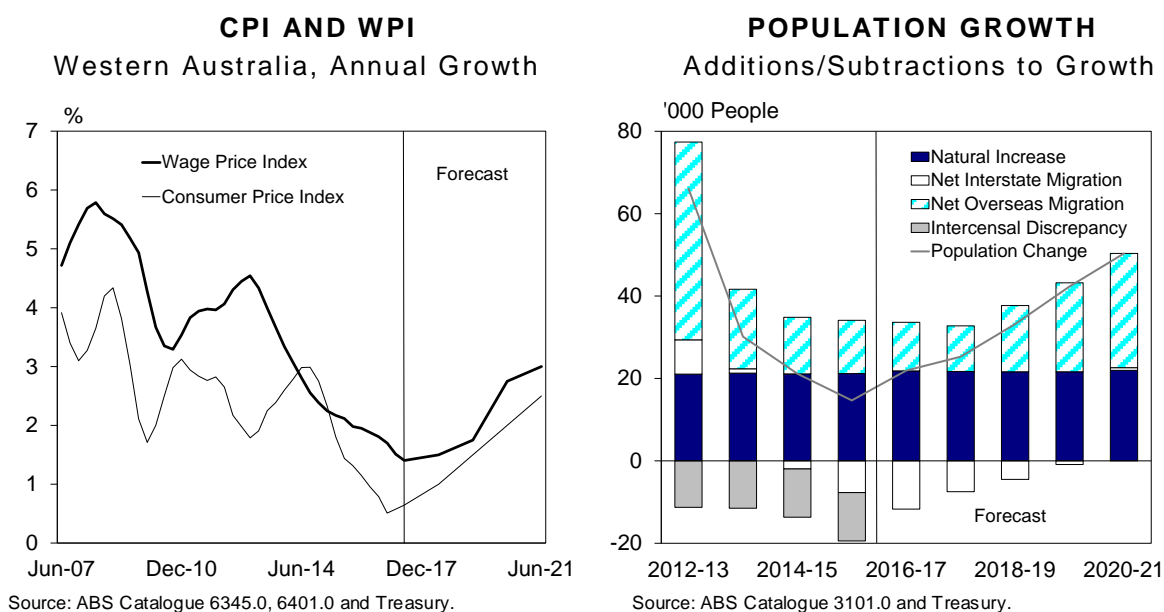 CPI AND WPI
Western Australia, Annual Growth
%
7
6
5
4
3
2
1
0
Wage Price Index
Consumer Price Index
Forecast
Jun-07
Dec-10
Jun-14
Dec-17
Jun-21
Source: ABS Catalogue 6345.0, 6401.0 and Treasury.
POPULATION GROWTH
Additions/Subtractions to Growth
'000 People
80
60
40
20
0
-20
Natural Increase
Net Interstate Migration
Net Overseas Migration
Intercensal Discrepancy
Population Change
Forecast
2012-13
2014-15
2016-17
2018-19
2020-21
Source: ABS Catalogue 3101.0 and Treasury.